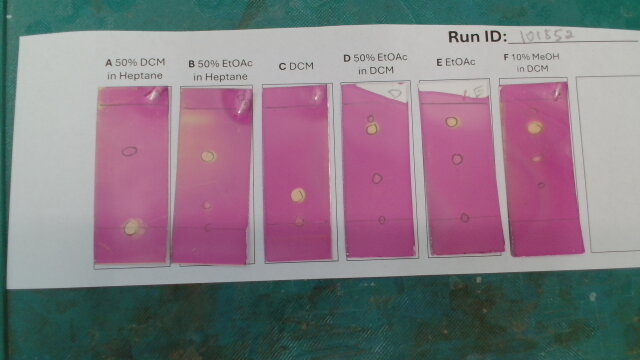 Run ID: 101852
A 50% DCM in Heptane
B 50% EtOAc in Heptane
C DCM
D 50% EtOAc in DCM
E EtOAc
F 10% MeOH in DCM
D
E